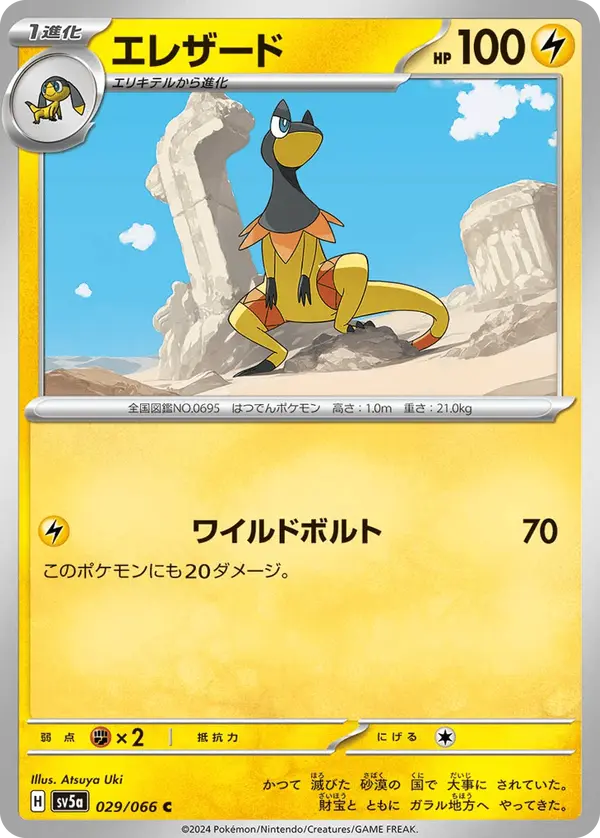 1進化 エレザード HP 100
エリキテルから進化
全国図鑑NO.0695 はつでんポケモン 高さ:1.0m 重さ:21.0kg
ワイルドボルト 70
このポケモンにも20ダメージ。
弱点 ×2 抵抗力 にげる
Illus. Atsuya Uki
H sv5a 029/066 C
かつて 滅びた 砂漠の 国で 大事に されていた。
財宝と ともに ガラル地方へ やってきた。
©2024 Pokémon/Nintendo/Creatures/GAME FREAK.